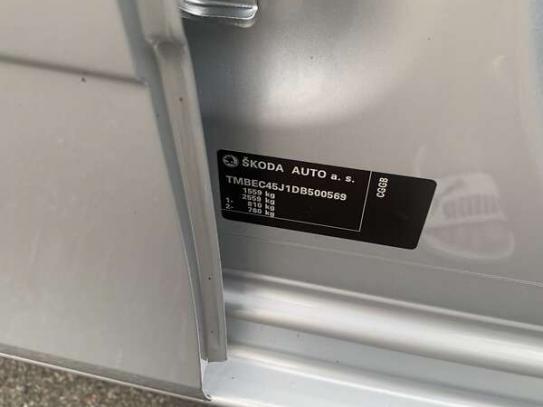 ŠKODA AUTO a. s.
TMBEC45J1DB500569
1559 kg
2559 kg
1- 810 kg
2- 780 kg
CGGB